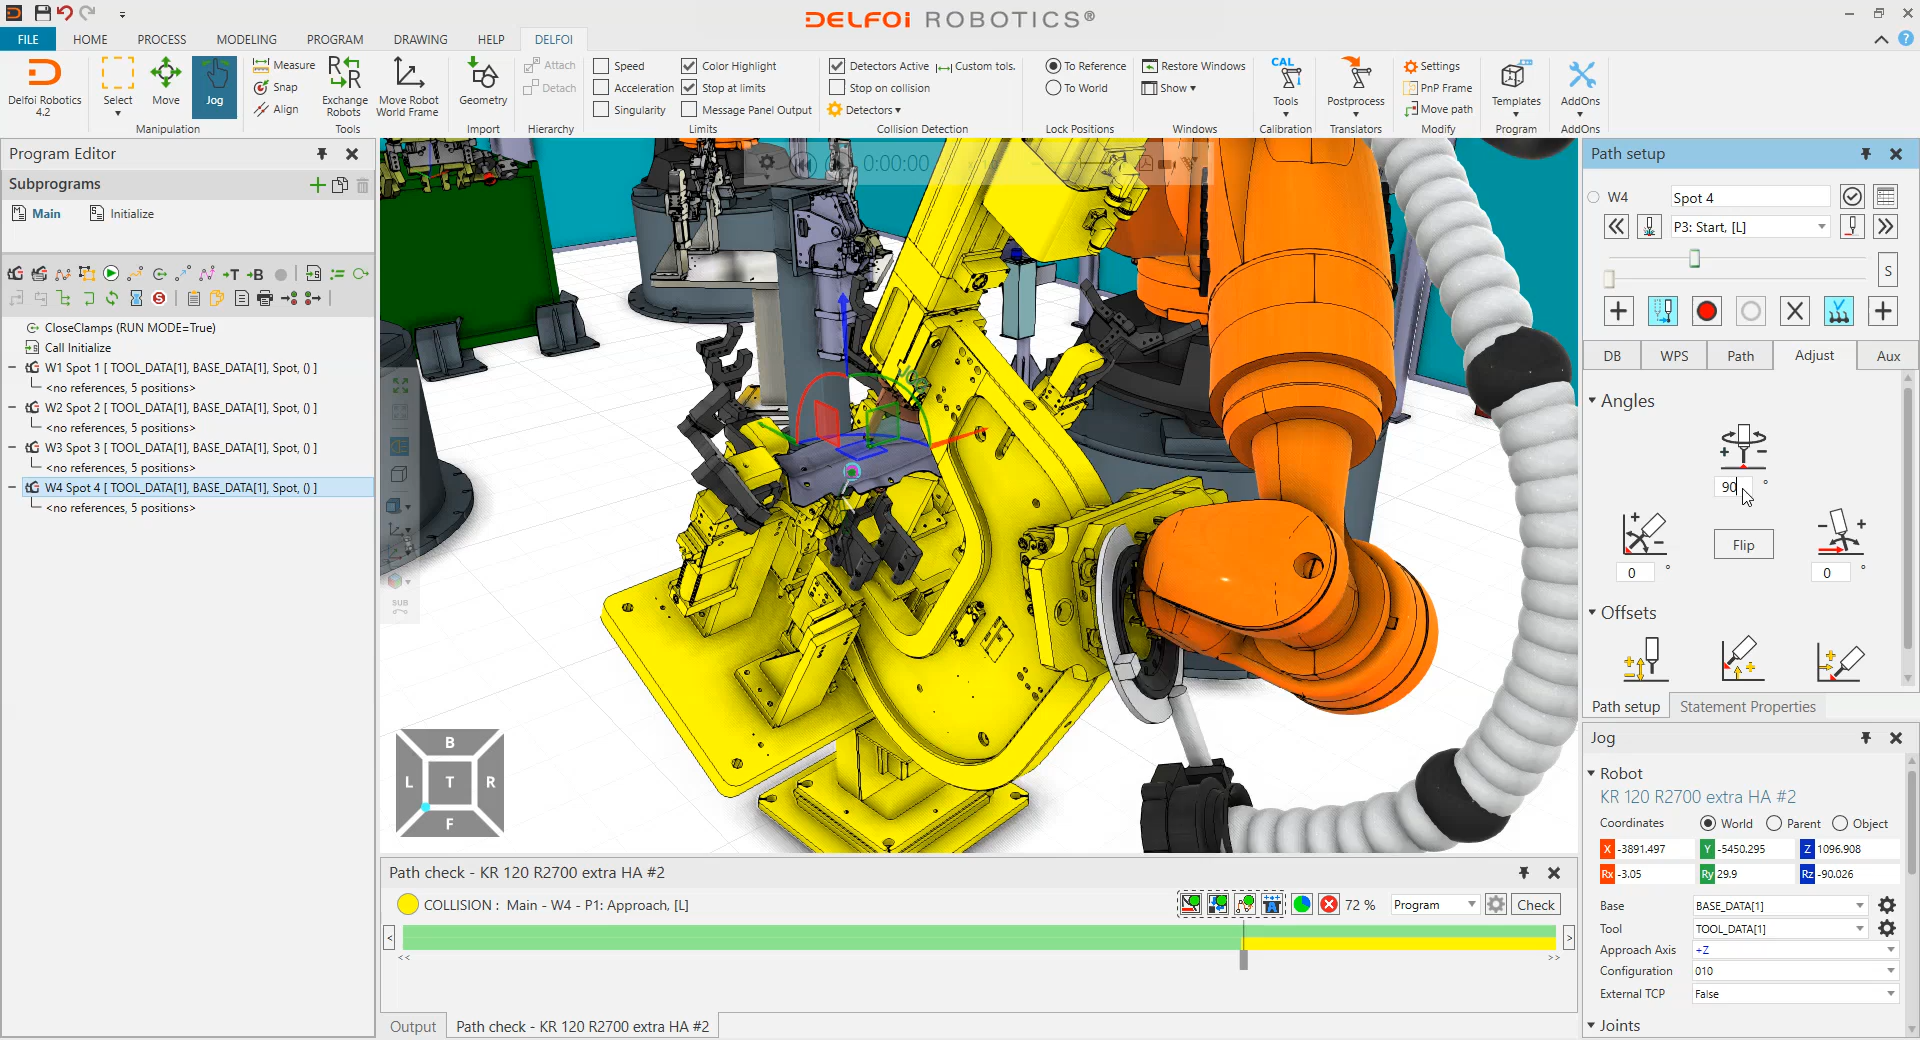 DELFOi ROBOTICS®
FILE HOME PROCESS MODELING PROGRAM DRAWING HELP DELFOI
Delfoi Robotics 4.2
Select
Move
Jog
Manipulation
Measure
Snap
Align
Exchange Robots
Move Robot World Frame
Tools
Geometry
Import
Attach
Detach
Hierarchy
Speed
Acceleration
Singularity
Color Highlight
Stop at limits
Message Panel Output
Limits
Detectors Active
Custom tols.
Stop on collision
Detectors
Collision Detection
To Reference
To World
Lock Positions
Restore Windows
Show
Windows
CAL
Tools
Calibration
Postprocess
Translators
Settings
PnP Frame
Move path
Modify
Templates
Program
AddOns
AddOns
Program Editor
Subprograms
Main
Initialize
CloseClamps (RUN MODE=True)
Call Initialize
W1 Spot 1 [ TOOL_DATA[1], BASE_DATA[1], Spot, () ]
<no references, 5 positions>
W2 Spot 2 [ TOOL_DATA[1], BASE_DATA[1], Spot, () ]
<no references, 5 positions>
W3 Spot 3 [ TOOL_DATA[1], BASE_DATA[1], Spot, () ]
<no references, 5 positions>
W4 Spot 4 [ TOOL_DATA[1], BASE_DATA[1], Spot, () ]
<no references, 5 positions>
0:00:00
SUB
B
L T R
F
Path check - KR 120 R2700 extra HA #2
COLLISION : Main - W4 - P1: Approach, [L]
72 %
Program
Check
<< >>
Output
Path check - KR 120 R2700 extra HA #2
Path setup
W4 Spot 4
P3: Start, [L]
S
DB WPS Path Adjust Aux
Angles
90 °
Flip
0 °
0 °
Offsets
Path setup
Statement Properties
Jog
Robot
KR 120 R2700 extra HA #2
Coordinates World Parent Object
X -3891.497 Y -5450.295 Z 1096.908
Rx -3.05 Ry 29.9 Rz -90.026
Base BASE_DATA[1]
Tool TOOL_DATA[1]
Approach Axis +Z
Configuration 010
External TCP False
Joints